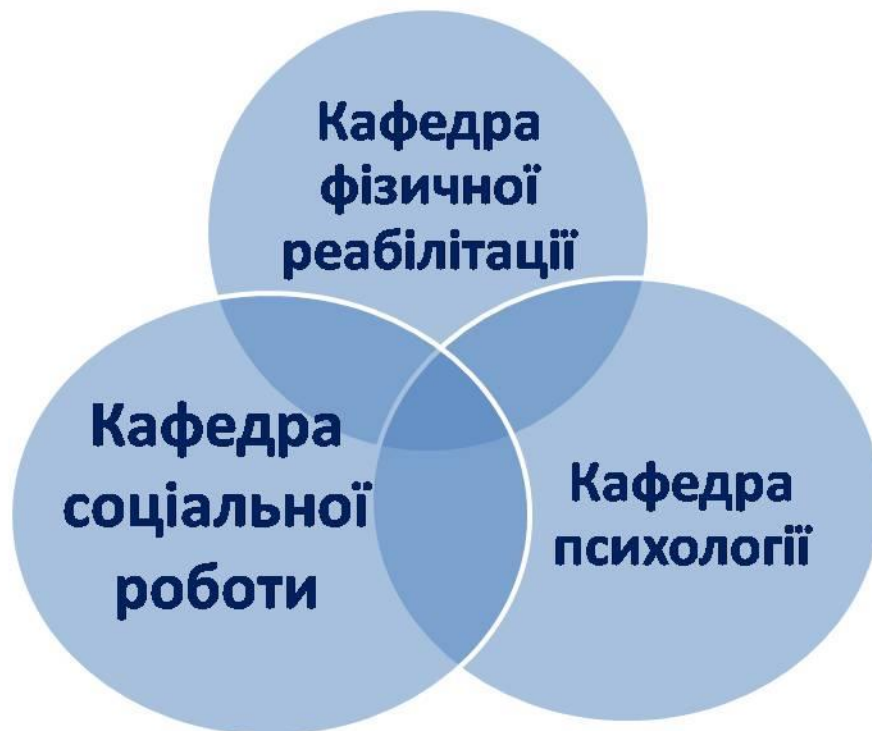 Кафедра
фізичної
реабілітації
Кафедра
соціальної
роботи
Кафедра
психології